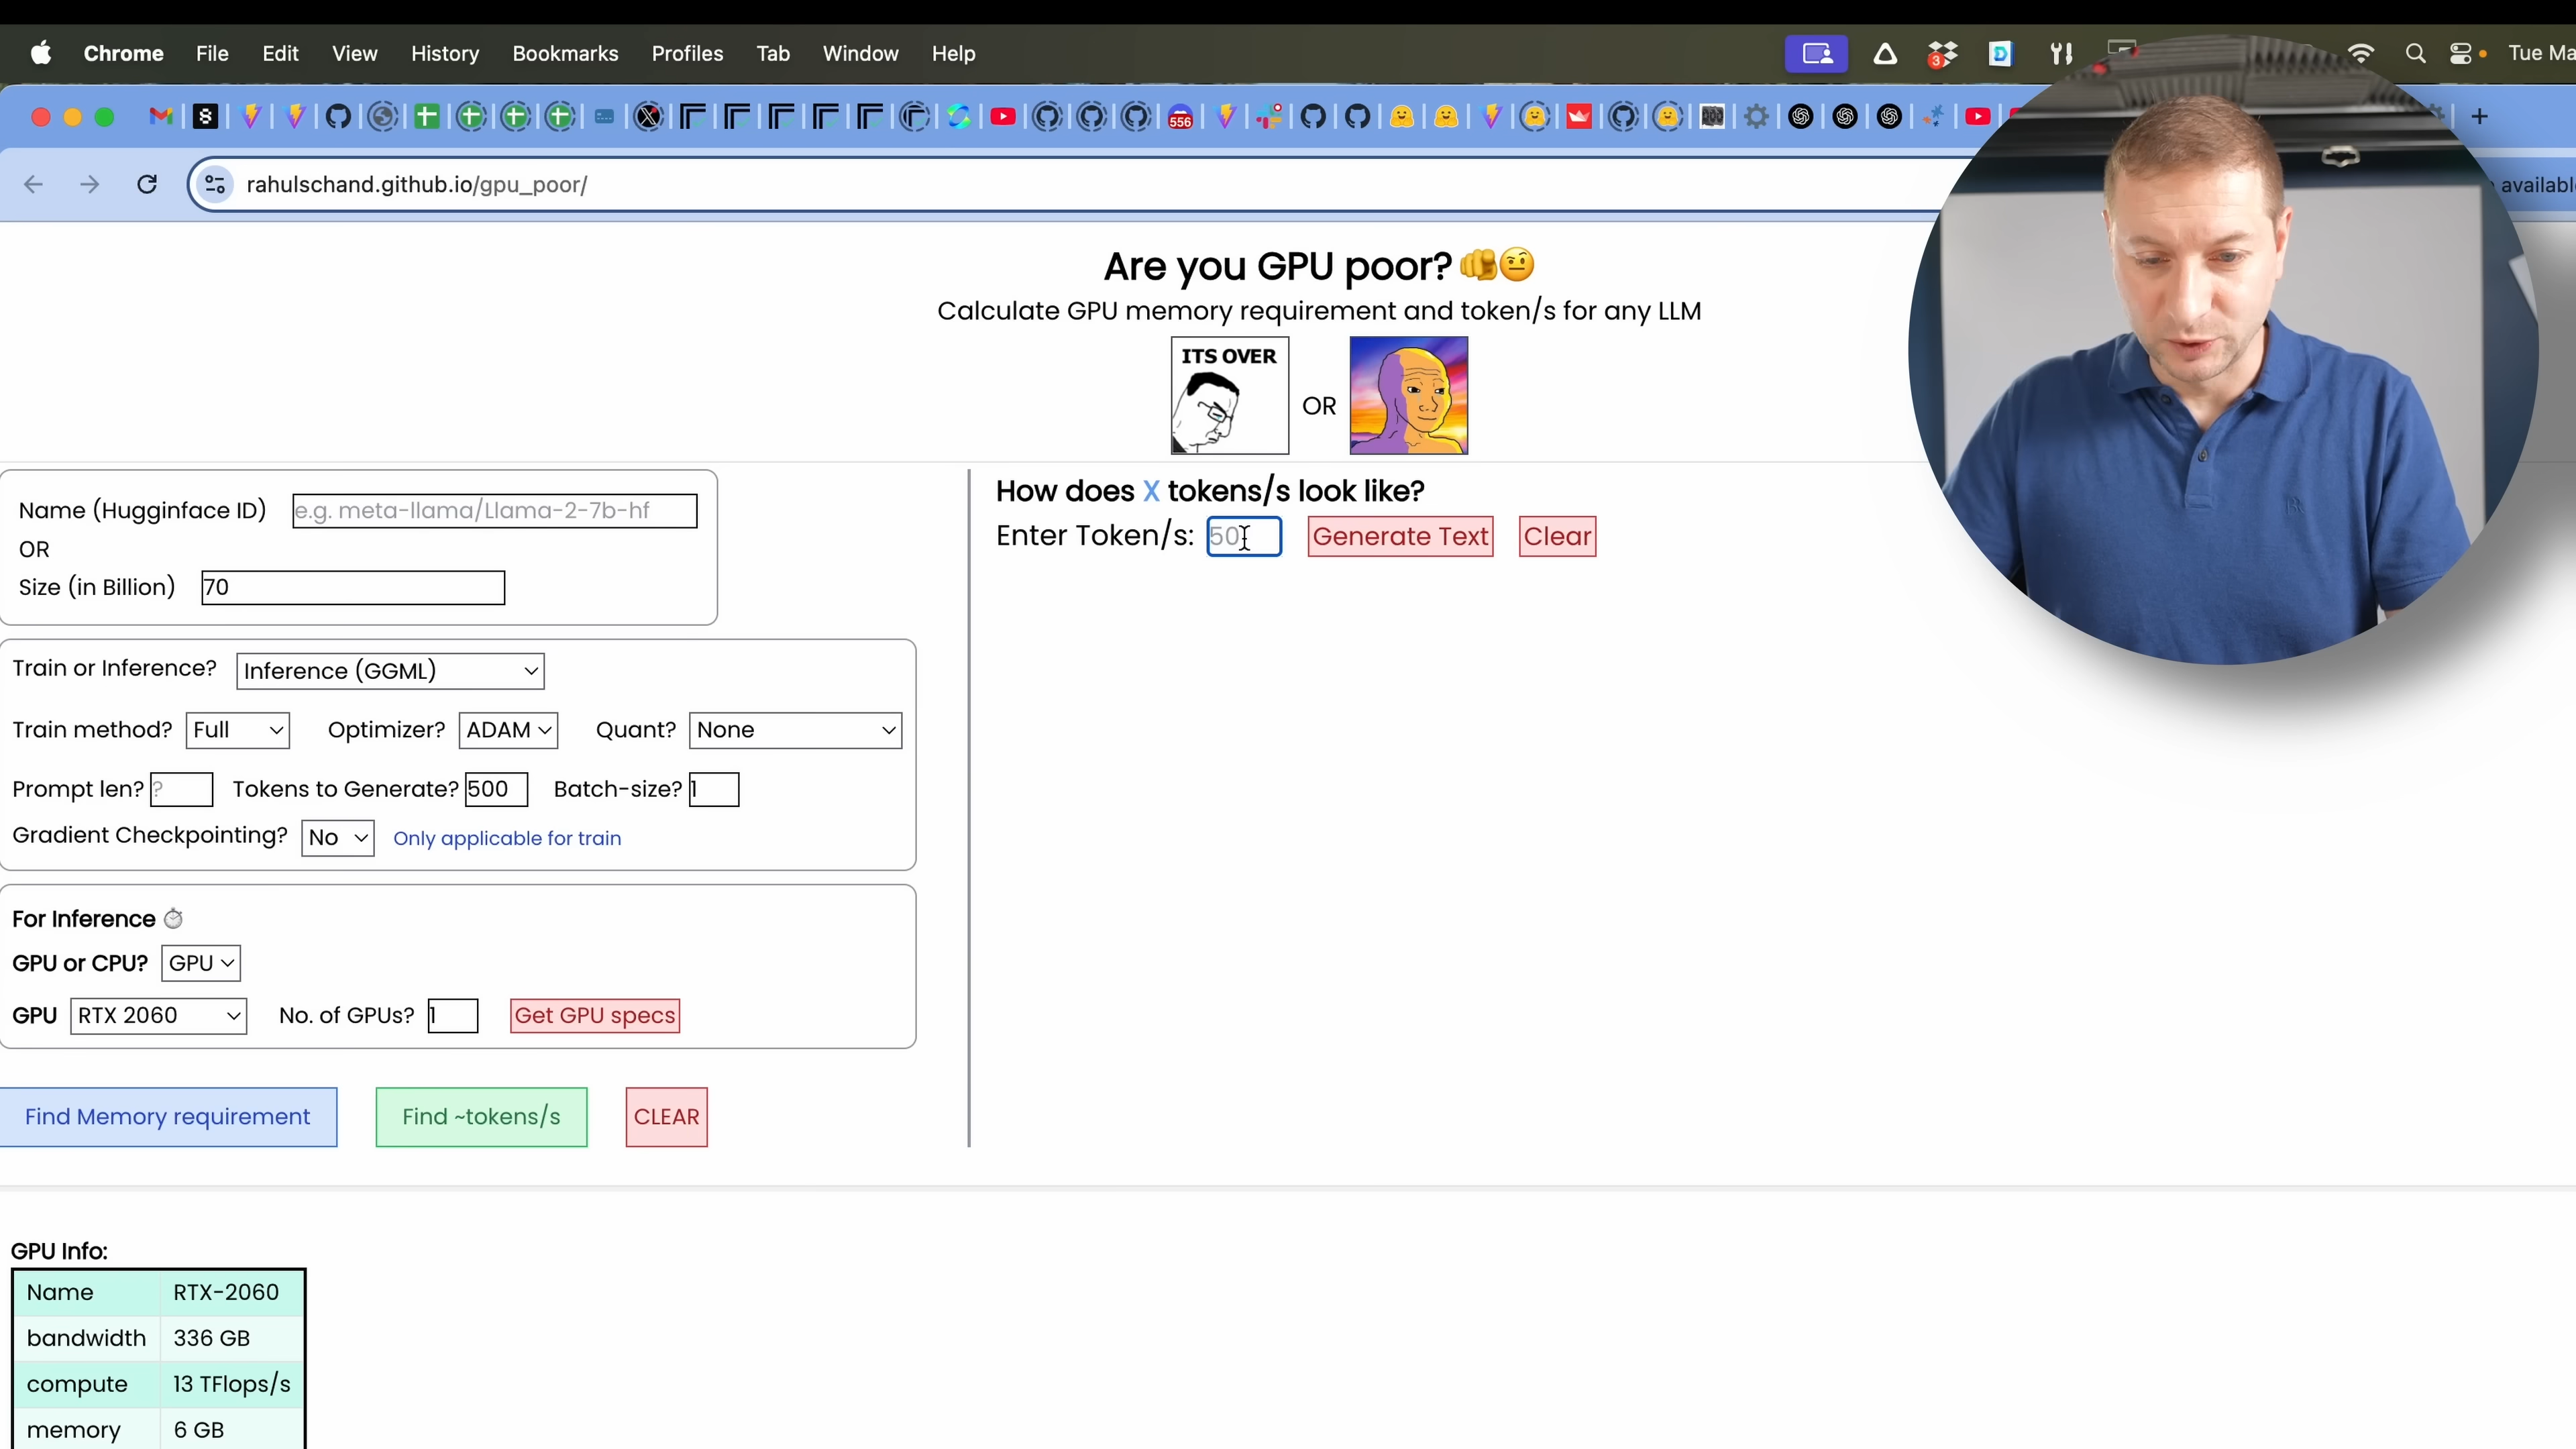 Chrome File Edit View History Bookmarks Profiles Tab Window Help
3
Tue Ma
556
rahulschand.github.io/gpu_poor/
availabl
Are you GPU poor?
Calculate GPU memory requirement and token/s for any LLM
ITS OVER
OR
Name (Hugginface ID) e.g. meta-llama/Llama-2-7b-hf
OR
Size (in Billion) 70
Train or Inference? Inference (GGML)
Train method? Full Optimizer? ADAM Quant? None
Prompt len? ? Tokens to Generate? 500 Batch-size? 1
Gradient Checkpointing? No Only applicable for train
For Inference
GPU or CPU? GPU
GPU RTX 2060 No. of GPUs? 1 Get GPU specs
Find Memory requirement Find ~tokens/s CLEAR
How does X tokens/s look like?
Enter Token/s: 50 Generate Text Clear
GPU Info:
Name RTX-2060
bandwidth 336 GB
compute 13 TFlops/s
memory 6 GB